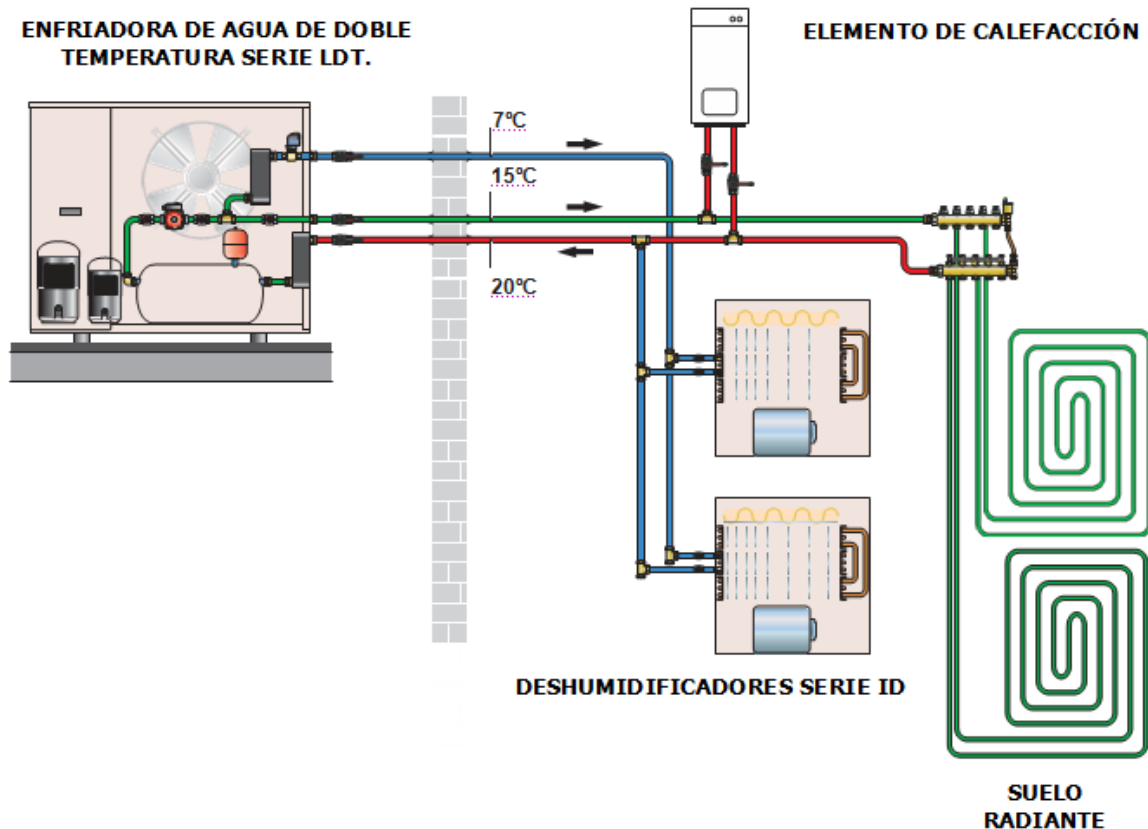 ENFRIADORA DE AGUA DE DOBLE
TEMPERATURA SERIE LDT.
ELEMENTO DE CALEFACCIÓN
7ºC
15ºC
20ºC
DESHUMIDIFICADORES SERIE ID
SUELO
RADIANTE